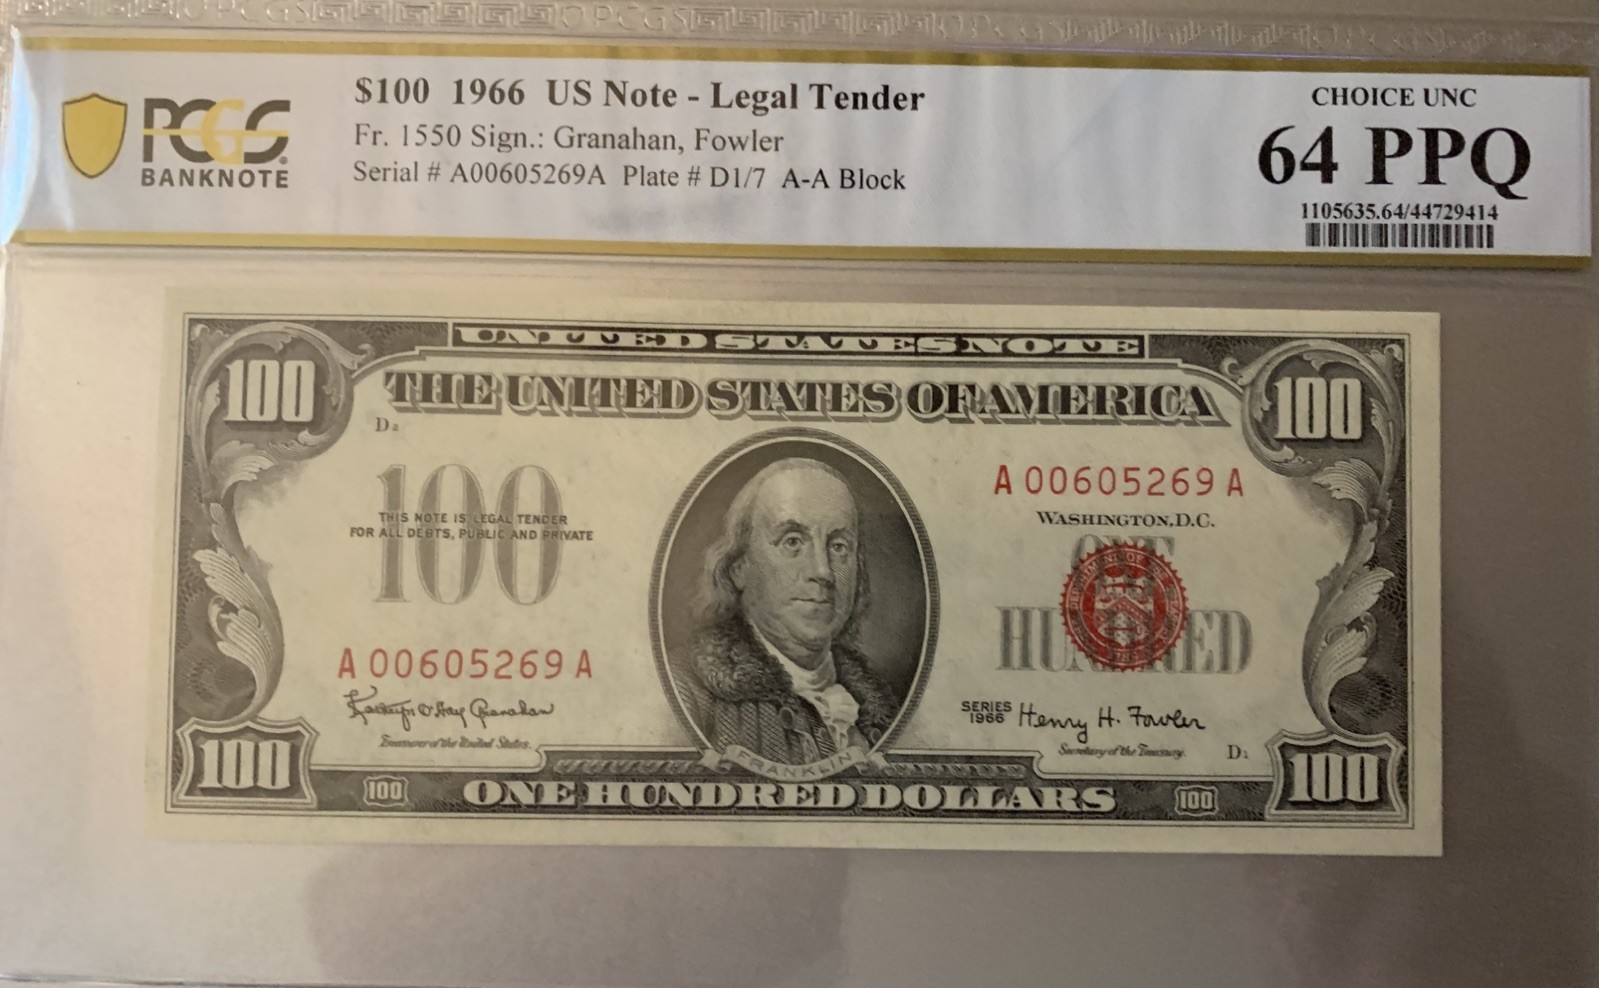 PCGS
BANKNOTE
$100 1966 US Note - Legal Tender
Fr. 1550 Sign.: Granahan, Fowler
Serial # A00605269A Plate # D1/7 A-A Block
CHOICE UNC
64 PPQ
1105635.64/44729414
UNITED STATES NOTE
THE UNITED STATES OF AMERICA
100
100
D2
100
THIS NOTE IS LEGAL TENDER
FOR ALL DEBTS, PUBLIC AND PRIVATE
A 00605269 A
WASHINGTON, D.C.
ONE
HUNDRED
A 00605269 A
Kathryn O'Hay Granahan
Treasurer of the United States.
SERIES
1966
Henry H. Fowler
Secretary of the Treasury.
D1
FRANKLIN
100
100
ONE HUNDRED DOLLARS
100
100